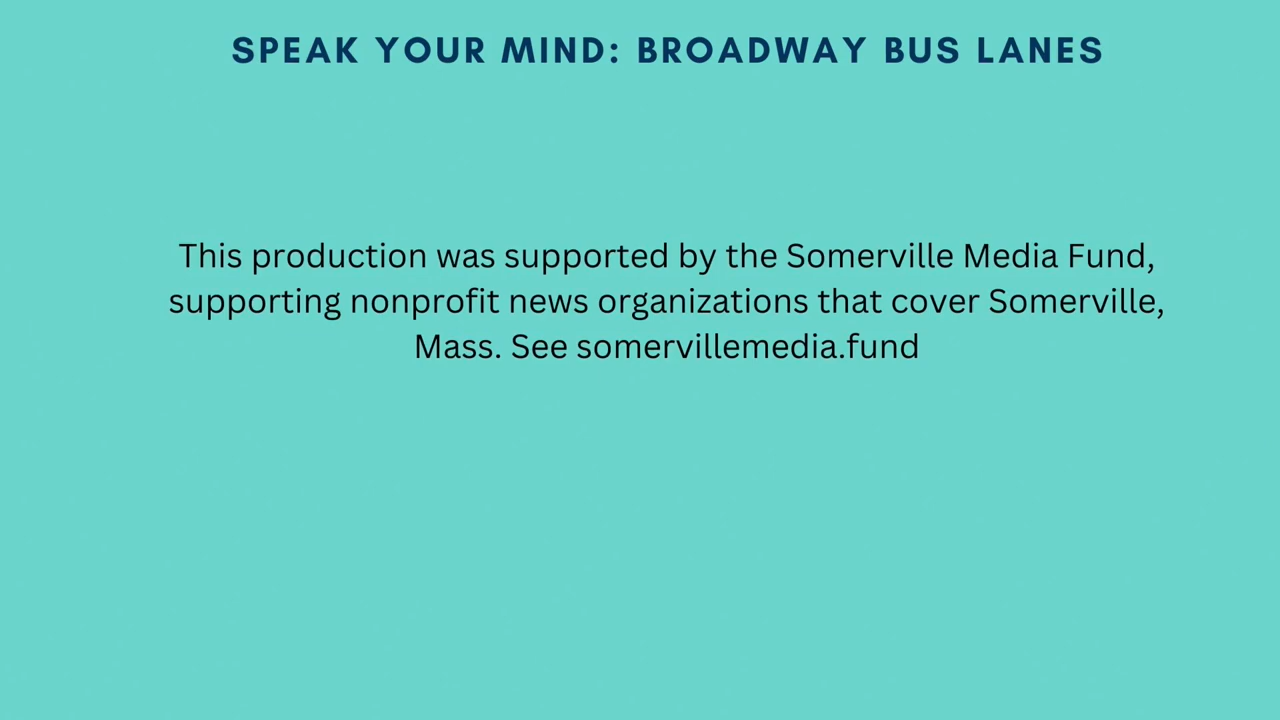 SPEAK YOUR MIND: BROADWAY BUS LANES
This production was supported by the Somerville Media Fund,
supporting nonprofit news organizations that cover Somerville,
Mass. See somervillemedia.fund